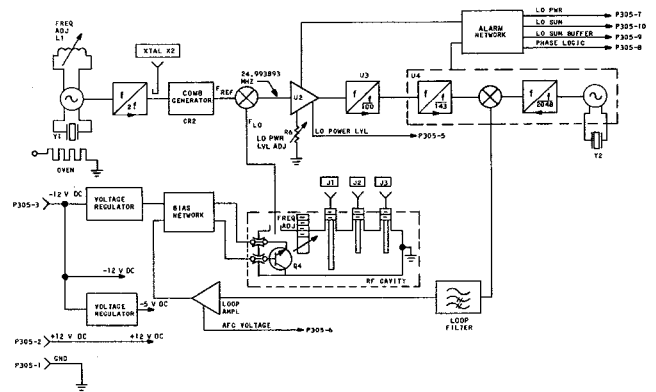 FREQ
ADJ
L1
XTAL X2
Y1
OVEN
f
2f
COMB
GENERATOR
CR2
FREF
24.993893
MHZ
FLO
U2
R6
LO PWR
LVL ADJ
LO POWER LVL
P305-5
U3
f
f
100
ALARM
NETWORK
LO PWR
P305-7
LO SUM
P305-10
LO SUM BUFFER
P305-9
PHASE LOGIC
P305-8
U4
f
f
143
f
f
2048
Y2
P305-3
-12 V DC
VOLTAGE
REGULATOR
BIAS
NETWORK
-12 V DC
VOLTAGE
REGULATOR
-5 V DC
P305-2
+12 V DC
+12 V DC
P305-1
GND
FREQ
ADJ
J1
J2
J3
Q4
RF CAVITY
LOOP
AMPL
AFC VOLTAGE
P305-6
LOOP
FILTER